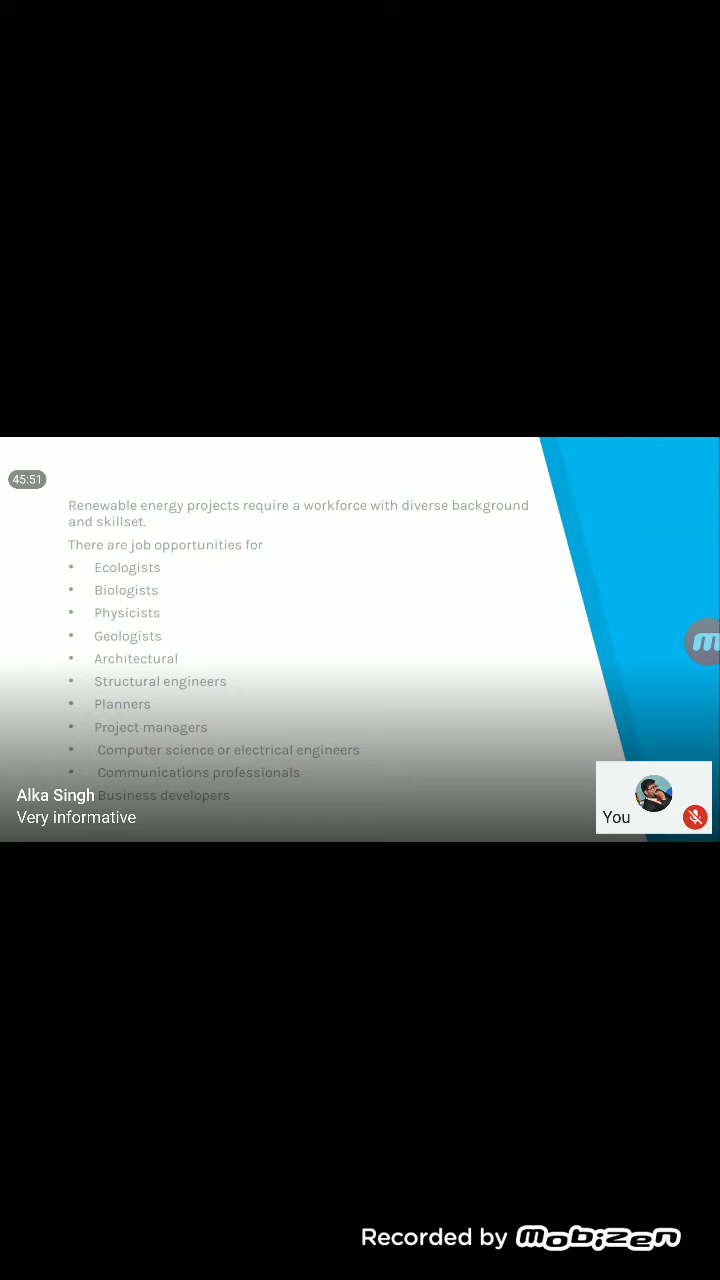 45:51
Renewable energy projects require a workforce with diverse background
and skillset.
There are job opportunities for
• Ecologists
• Biologists
• Physicists
• Geologists
• Architectural
• Structural engineers
• Planners
• Project managers
• Computer science or electrical engineers
• Communications professionals
Business developers
Alka Singh
Very informative
You
m
Recorded by mobizen